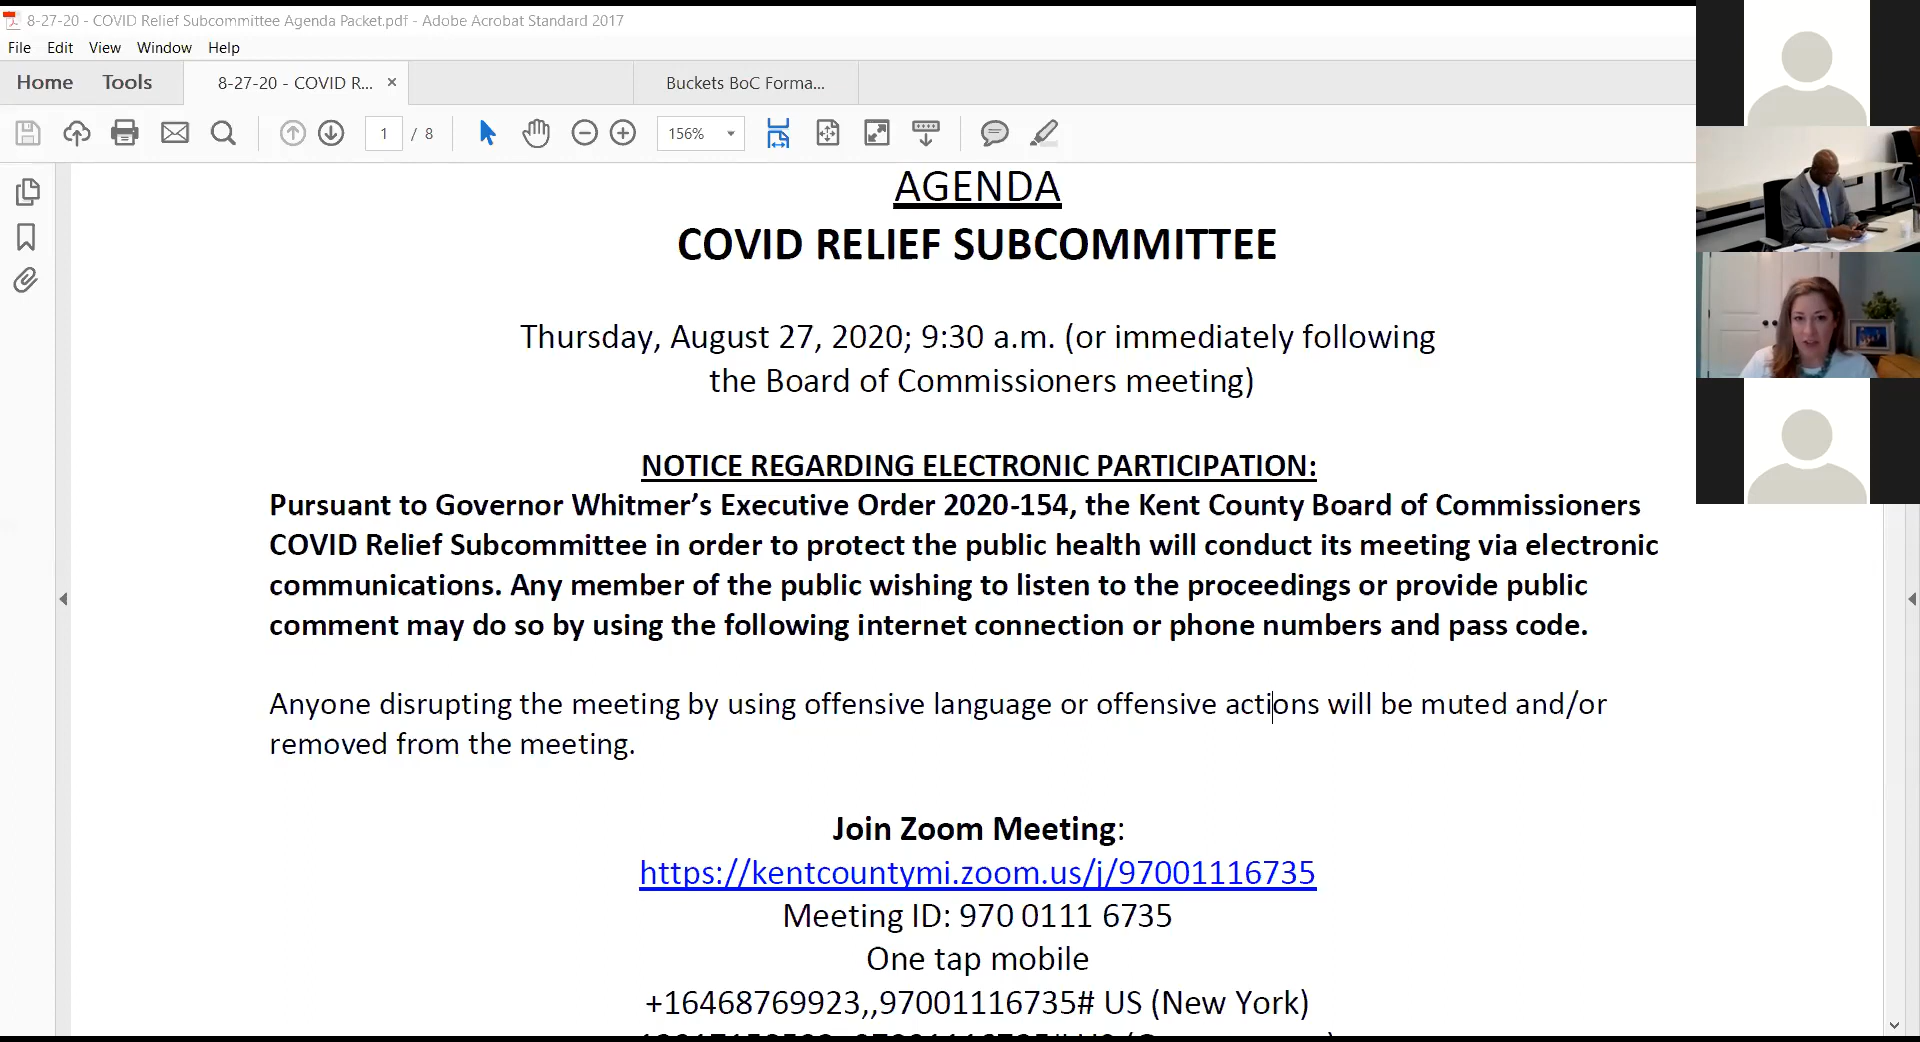 8-27-20 - COVID Relief Subcommittee Agenda Packet.pdf - Adobe Acrobat Standard 2017
File Edit View Window Help
Home Tools 8-27-20 - COVID R... × Buckets BoC Forma...
1 / 8 156%
AGENDA
COVID RELIEF SUBCOMMITTEE
Thursday, August 27, 2020; 9:30 a.m. (or immediately following
the Board of Commissioners meeting)
NOTICE REGARDING ELECTRONIC PARTICIPATION:
Pursuant to Governor Whitmer’s Executive Order 2020-154, the Kent County Board of Commissioners
COVID Relief Subcommittee in order to protect the public health will conduct its meeting via electronic
communications. Any member of the public wishing to listen to the proceedings or provide public
comment may do so by using the following internet connection or phone numbers and pass code.
Anyone disrupting the meeting by using offensive language or offensive actions will be muted and/or
removed from the meeting.
Join Zoom Meeting:
https://kentcountymi.zoom.us/j/97001116735
Meeting ID: 970 0111 6735
One tap mobile
+16468769923,,97001116735# US (New York)